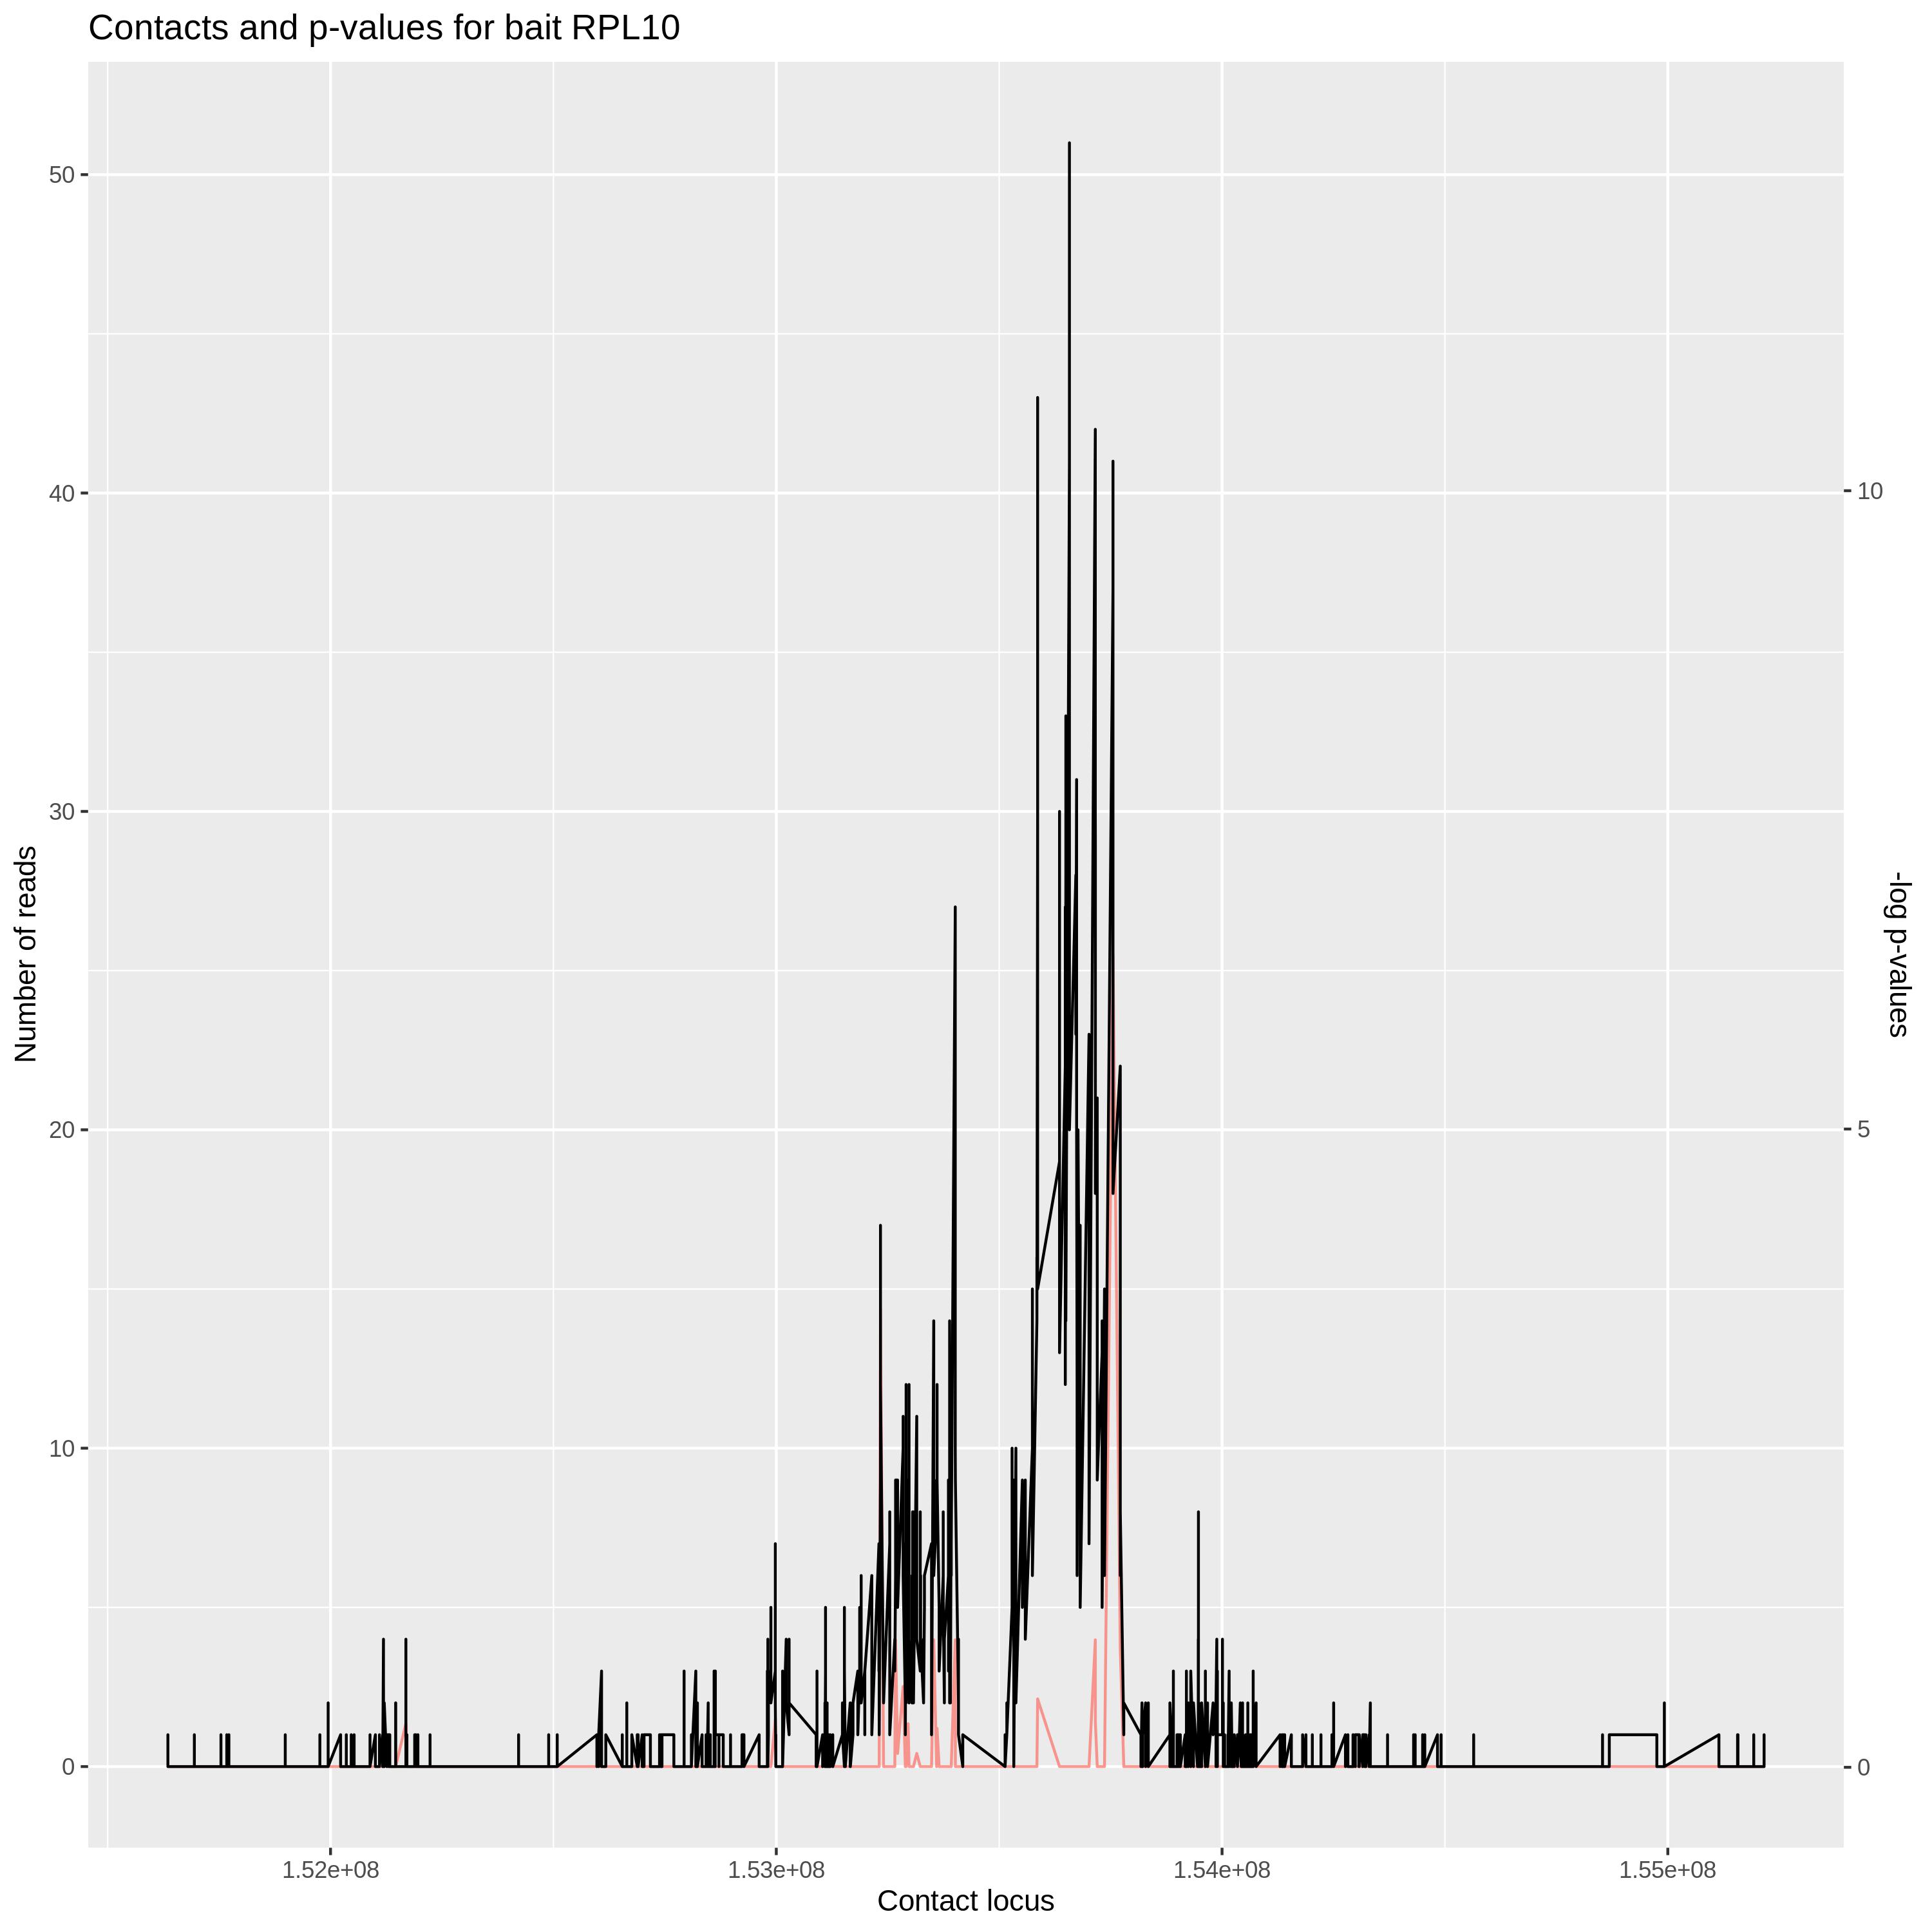 Contacts and p-values for bait RPL10
50
40
30
20
10
0
Number of reads
10
5
0
-log p-values
1.52e+08
1.53e+08
1.54e+08
1.55e+08
Contact locus